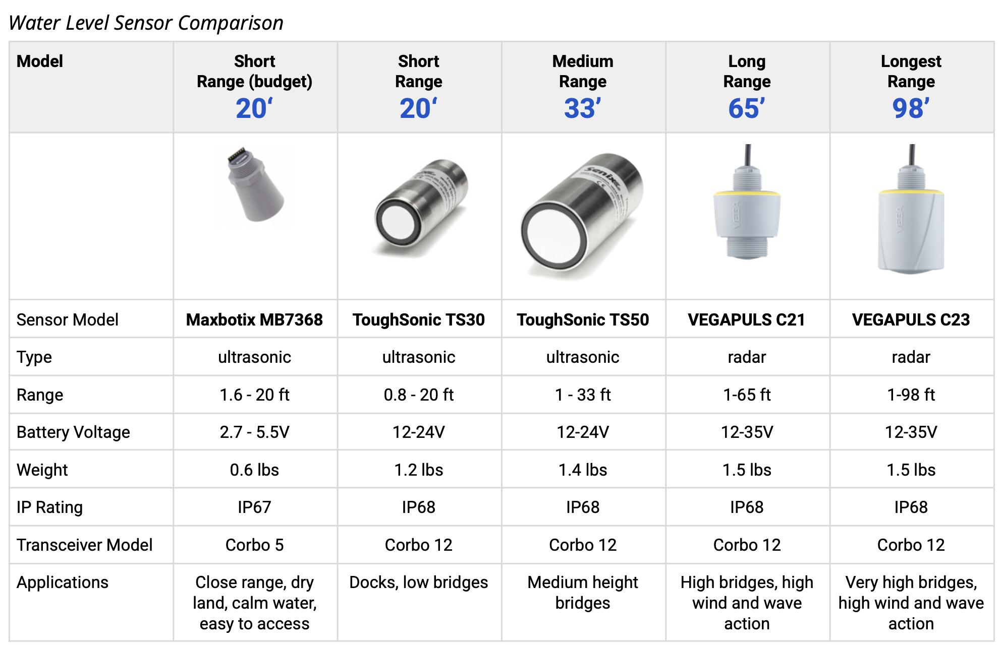 Water Level Sensor Comparison
Model
Short
Range (budget)
20‘
Short
Range
20‘
Medium
Range
33’
Long
Range
65’
Longest
Range
98’
Senix
CE
VEGA
VEGA
Sensor Model
Maxbotix MB7368
ToughSonic TS30
ToughSonic TS50
VEGAPULS C21
VEGAPULS C23
Type
ultrasonic
ultrasonic
ultrasonic
radar
radar
Range
1.6 - 20 ft
0.8 - 20 ft
1 - 33 ft
1-65 ft
1-98 ft
Battery Voltage
2.7 - 5.5V
12-24V
12-24V
12-35V
12-35V
Weight
0.6 lbs
1.2 lbs
1.4 lbs
1.5 lbs
1.5 lbs
IP Rating
IP67
IP68
IP68
IP68
IP68
Transceiver Model
Corbo 5
Corbo 12
Corbo 12
Corbo 12
Corbo 12
Applications
Close range, dry
land, calm water,
easy to access
Docks, low bridges
Medium height
bridges
High bridges, high
wind and wave
action
Very high bridges,
high wind and wave
action